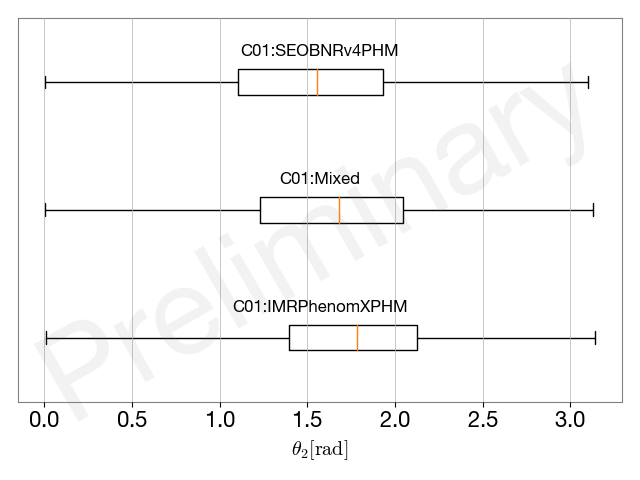 C01:SEOBNRv4PHM
C01:Mixed
C01:IMRPhenomXPHM
Preliminary
0.0 0.5 1.0 1.5 2.0 2.5 3.0
θ₂[rad]